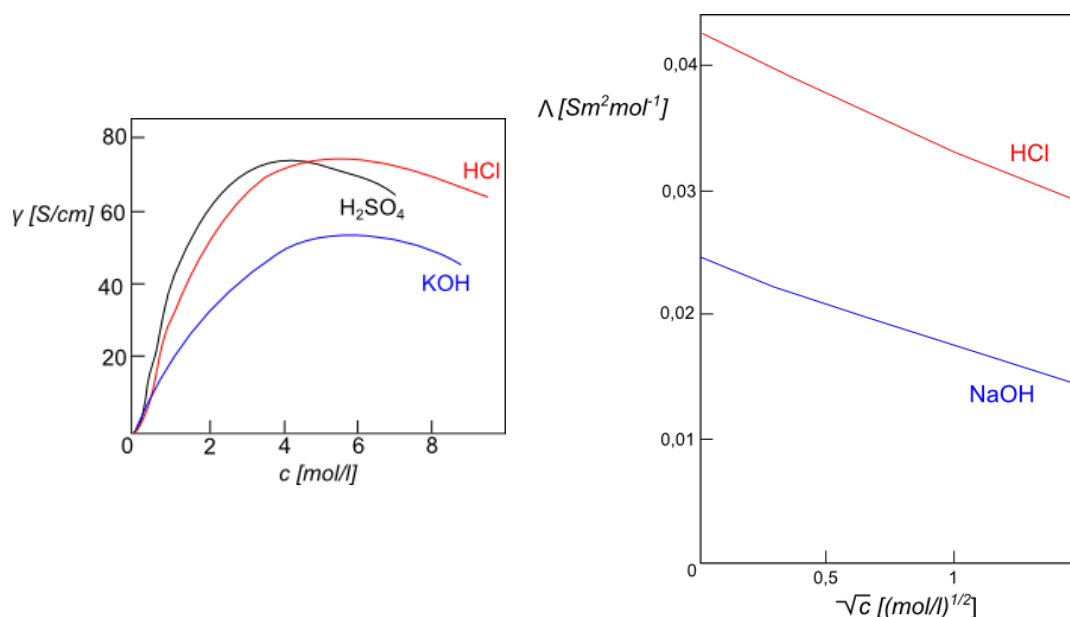 80
60
40
20
γ [S/cm]
HCl
H₂SO₄
KOH
0
2
4
6
8
c [mol/l]
Λ [Sm²mol⁻¹]
0,04
0,03
0,02
0,01
HCl
NaOH
0
0,5
1
¬√c [(mol/l)^1/2]